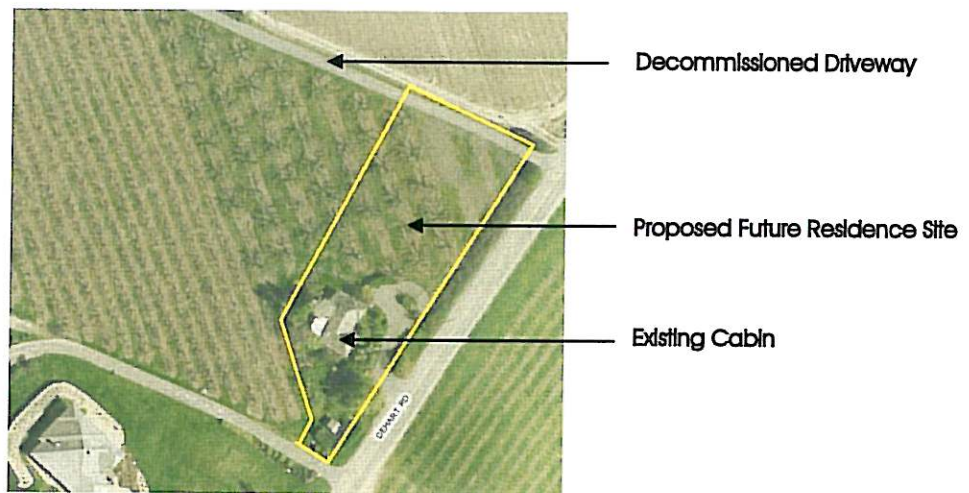 Decommissioned Driveway
Proposed Future Residence Site
Existing Cabin
DEHART RD